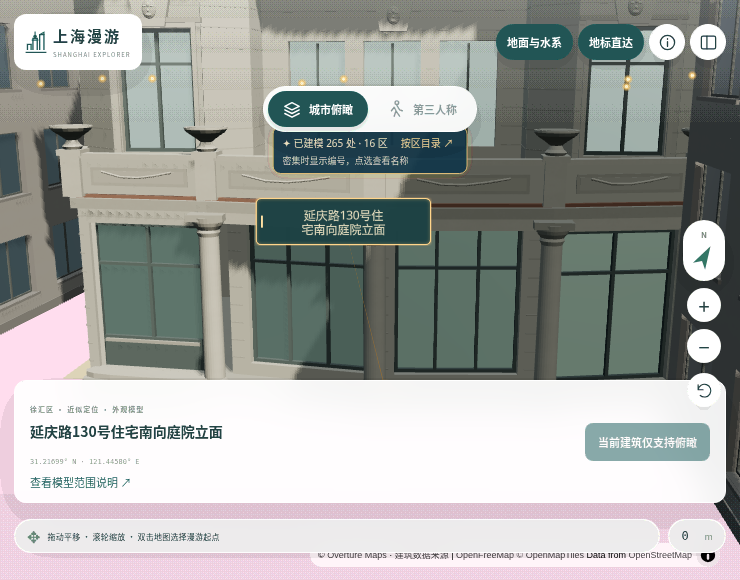 上海漫游
SHANGHAI EXPLORER
地面与水系
地标直达
城市俯瞰
第三人称
✦ 已建模 265 处 · 16 区 按区目录 ↗
密集时显示编号，点选查看名称
延庆路130号住
宅南向庭院立面
N
+
−
徐汇区 · 近似定位 · 外观模型
延庆路130号住宅南向庭院立面
当前建筑仅支持俯瞰
31.21699° N · 121.44580° E
查看模型范围说明 ↗
拖动平移 · 滚轮缩放 · 双击地图选择漫游起点
0 m
© Overture Maps · 建筑数据来源 | OpenFreeMap © OpenMapTiles Data from OpenStreetMap